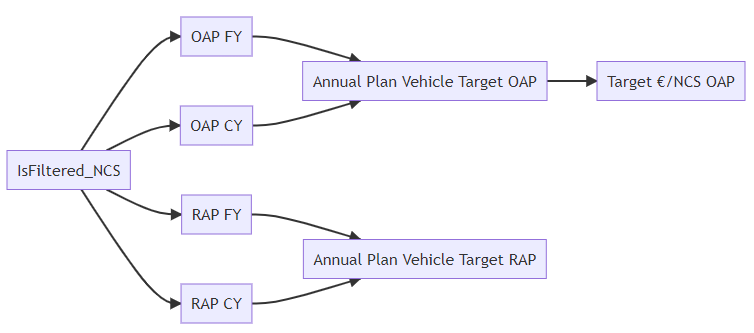 OAP FY
Annual Plan Vehicle Target OAP
Target €/NCS OAP
OAP CY
IsFiltered_NCS
RAP FY
Annual Plan Vehicle Target RAP
RAP CY